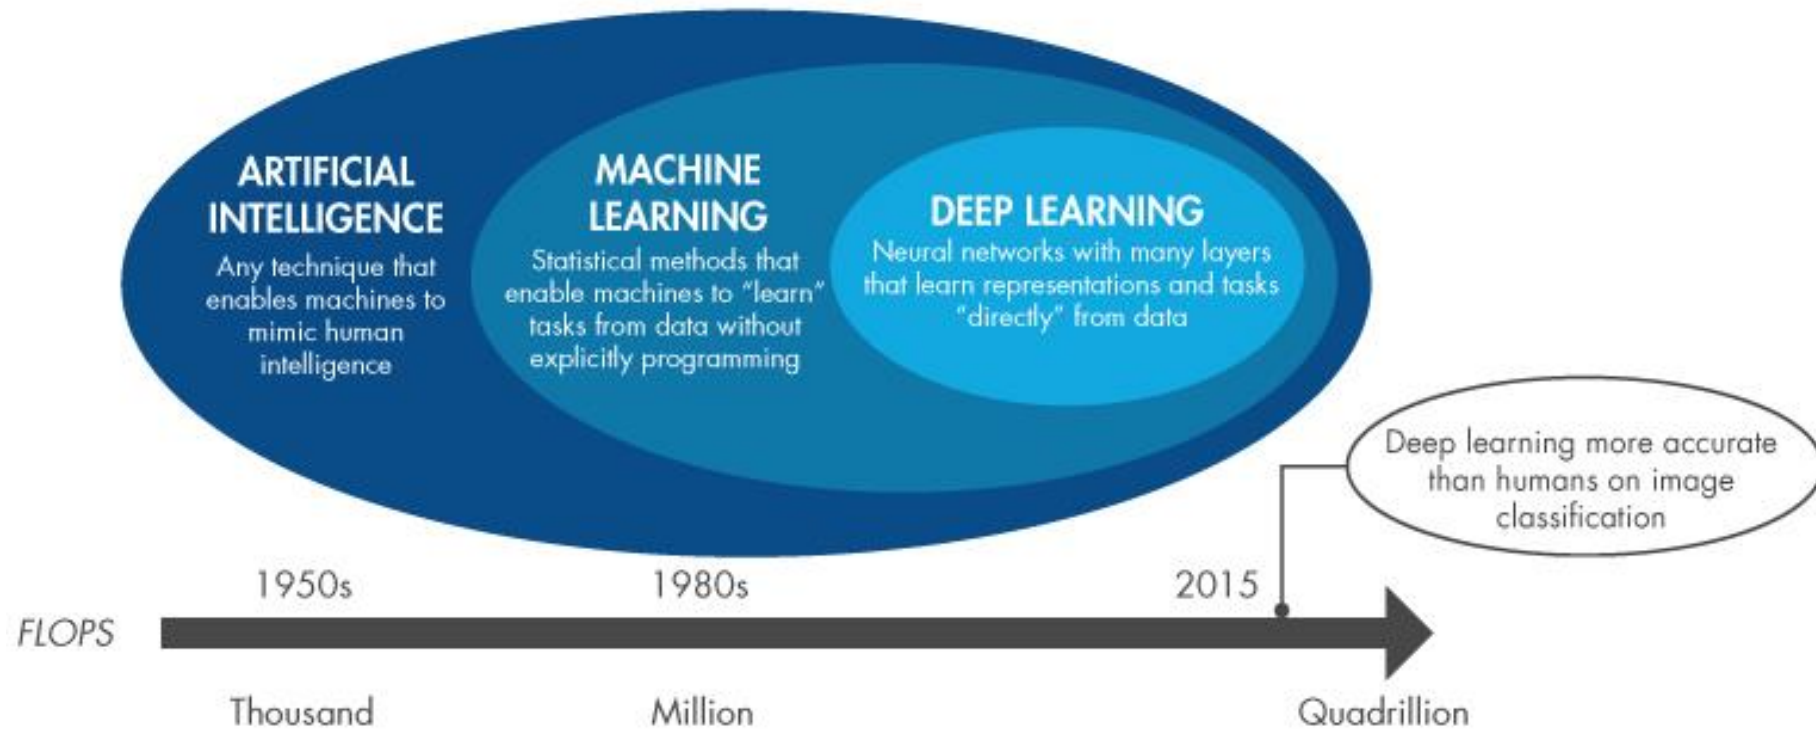 ARTIFICIAL
INTELLIGENCE
Any technique that
enables machines to
mimic human
intelligence
MACHINE
LEARNING
Statistical methods that
enable machines to “learn”
tasks from data without
explicitly programming
DEEP LEARNING
Neural networks with many layers
that learn representations and tasks
“directly” from data
Deep learning more accurate
than humans on image
classification
1950s
1980s
2015
FLOPS
Thousand
Million
Quadrillion